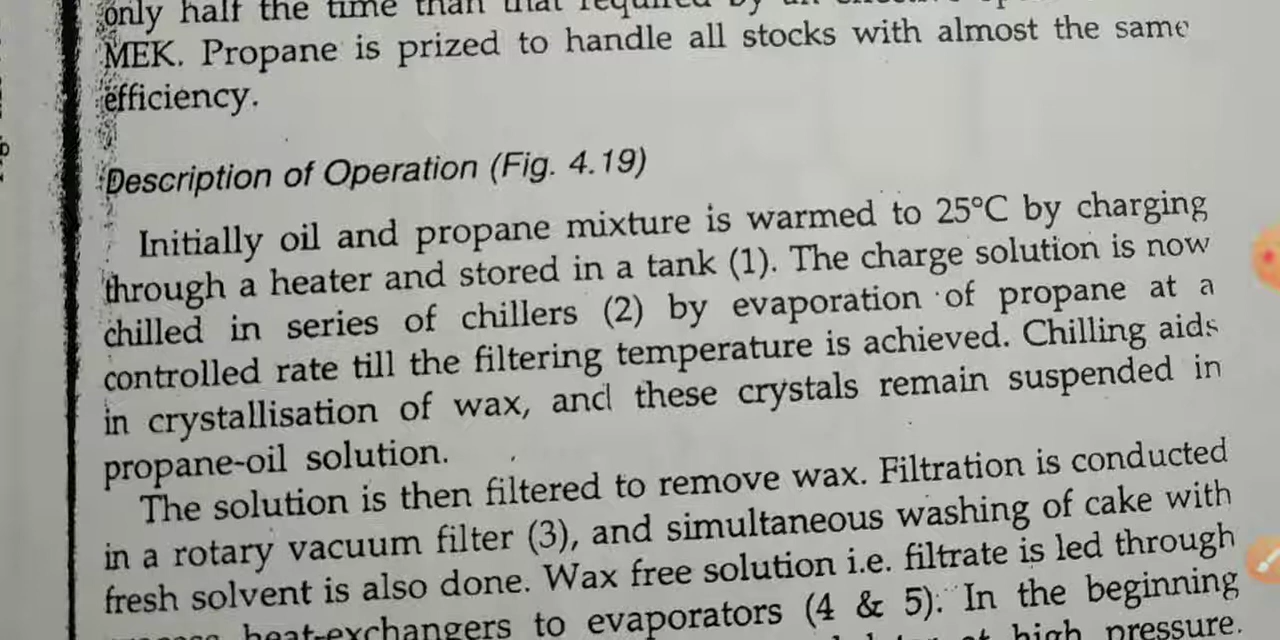 only half the time than that required by an
MEK. Propane is prized to handle all stocks with almost the same
efficiency.
Description of Operation (Fig. 4.19)
Initially oil and propane mixture is warmed to 25°C by charging
through a heater and stored in a tank (1). The charge solution is now
chilled in series of chillers (2) by evaporation of propane at a
controlled rate till the filtering temperature is achieved. Chilling aids
in crystallisation of wax, and these crystals remain suspended in
propane-oil solution.
The solution is then filtered to remove wax. Filtration is conducted
in a rotary vacuum filter (3), and simultaneous washing of cake with
fresh solvent is also done. Wax free solution i.e. filtrate is led through
heat-exchangers to evaporators (4 & 5). In the beginning
at high pressure.